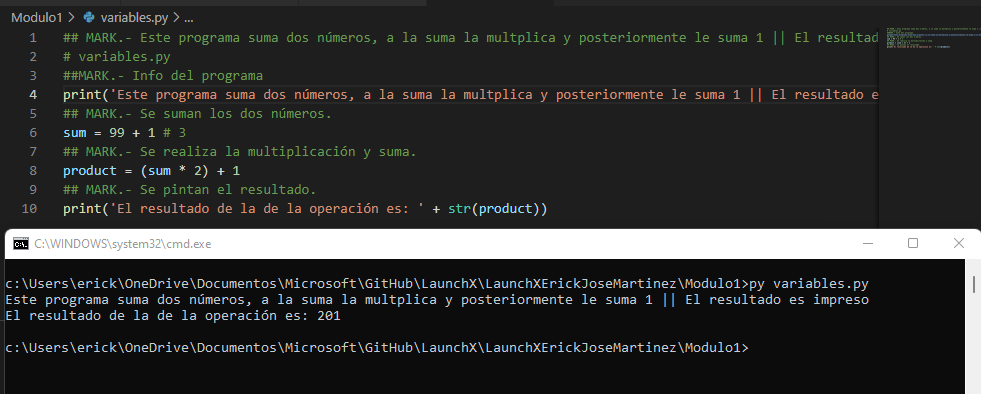 Modulo1 > variables.py > ...
1 ## MARK.- Este programa suma dos números, a la suma la multplica y posteriormente le suma 1 || El resultad
2 # variables.py
3 ##MARK.- Info del programa
4 print('Este programa suma dos números, a la suma la multplica y posteriormente le suma 1 || El resultado e
5 ## MARK.- Se suman los dos números.
6 sum = 99 + 1 # 3
7 ## MARK.- Se realiza la multiplicación y suma.
8 product = (sum * 2) + 1
9 ## MARK.- Se pintan el resultado.
10 print('El resultado de la de la operación es: ' + str(product))
C:\WINDOWS\system32\cmd.exe
c:\Users\erick\OneDrive\Documentos\Microsoft\GitHub\LaunchX\LaunchXErickJoseMartinez\Modulo1>py variables.py
Este programa suma dos números, a la suma la multplica y posteriormente le suma 1 || El resultado es impreso
El resultado de la de la operación es: 201
c:\Users\erick\OneDrive\Documentos\Microsoft\GitHub\LaunchX\LaunchXErickJoseMartinez\Modulo1>